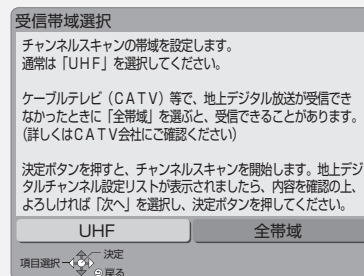 受信帯域選択
チャンネルスキャンの帯域を設定します。
通常は「UHF」を選択してください。
ケーブルテレビ（CATV）等で、地上デジタル放送が受信でき
なかったときに「全帯域」を選ぶと、受信できることがあります。
(詳しくはCATV会社にご確認ください)
決定ボタンを押すと、チャンネルスキャンを開始します。地上デジ
タルチャンネル設定リストが表示されましたら、内容を確認の上、
よろしければ「次へ」を選択し、決定ボタンを押してください。
UHF 全帯域
決定
項目選択
戻る